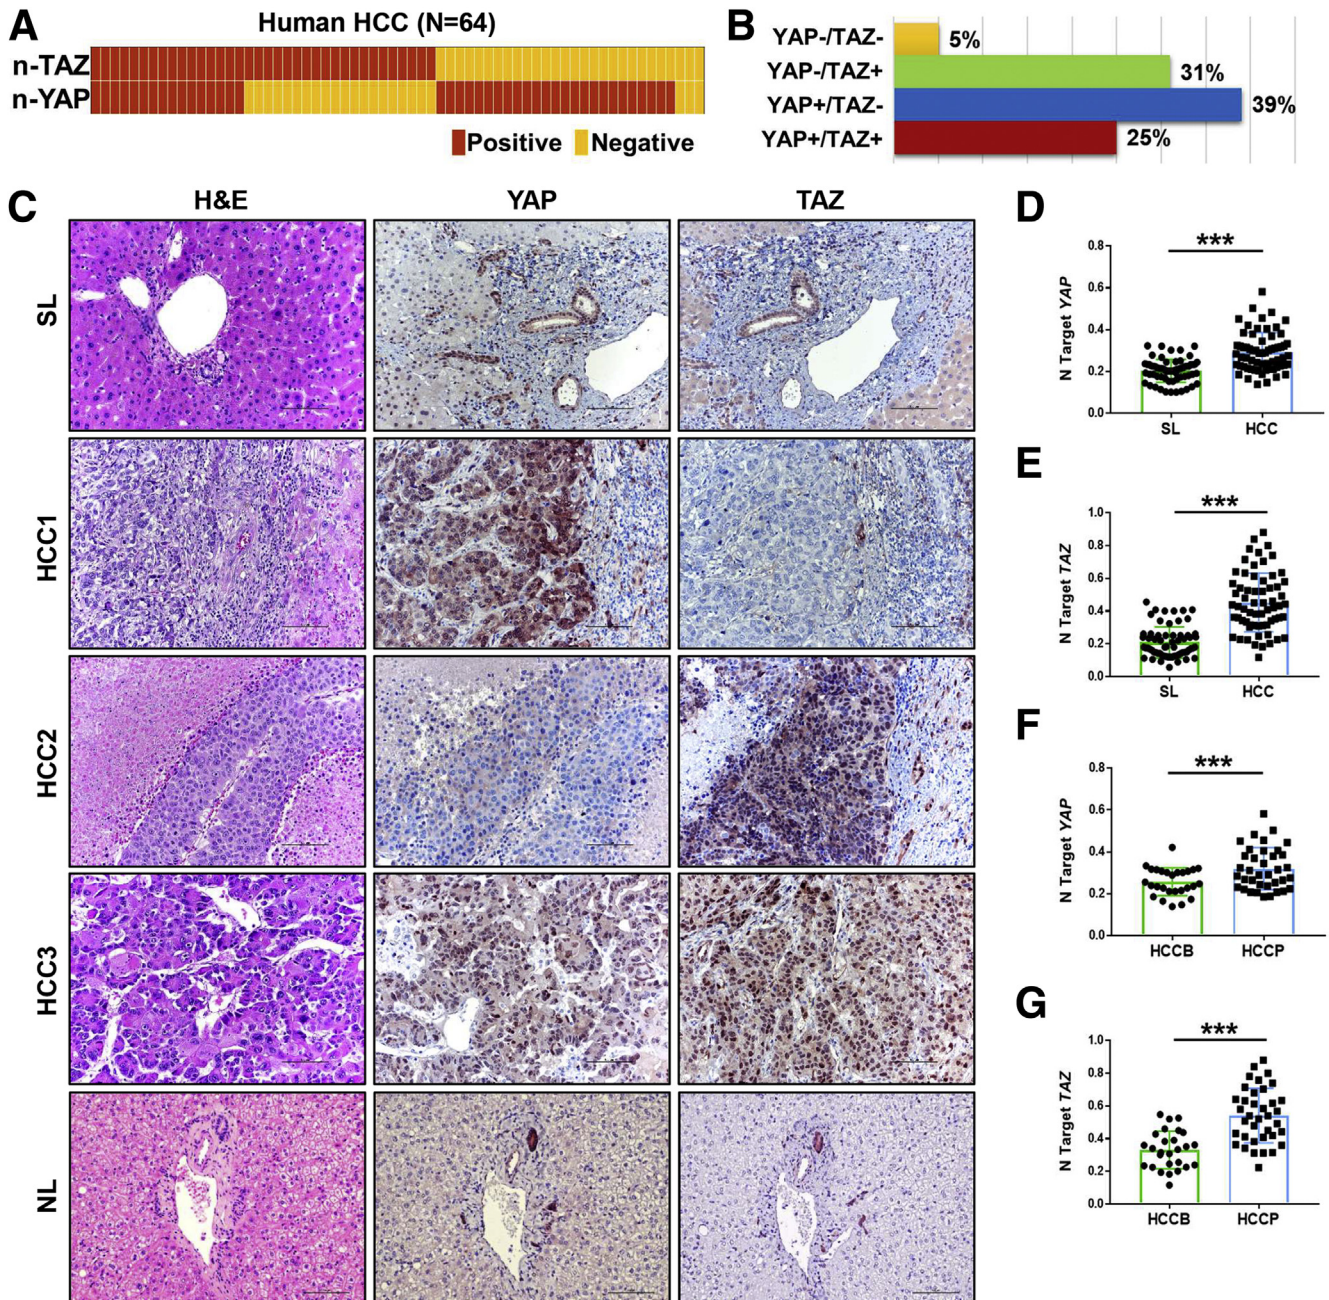 A
Human HCC (N=64)
n-TAZ
n-YAP
Positive
Negative
B
YAP-/TAZ-
5%
YAP-/TAZ+
31%
YAP+/TAZ-
39%
YAP+/TAZ+
25%
C
H&E
YAP
TAZ
SL
HCC1
HCC2
HCC3
NL
D
N Target YAP
0.8
0.6
0.4
0.2
0.0
***
SL
HCC
E
N Target TAZ
1.0
0.8
0.6
0.4
0.2
0.0
***
SL
HCC
F
N Target YAP
0.8
0.6
0.4
0.2
0.0
***
HCCB
HCCP
G
N Target TAZ
1.0
0.8
0.6
0.4
0.2
0.0
***
HCCB
HCCP